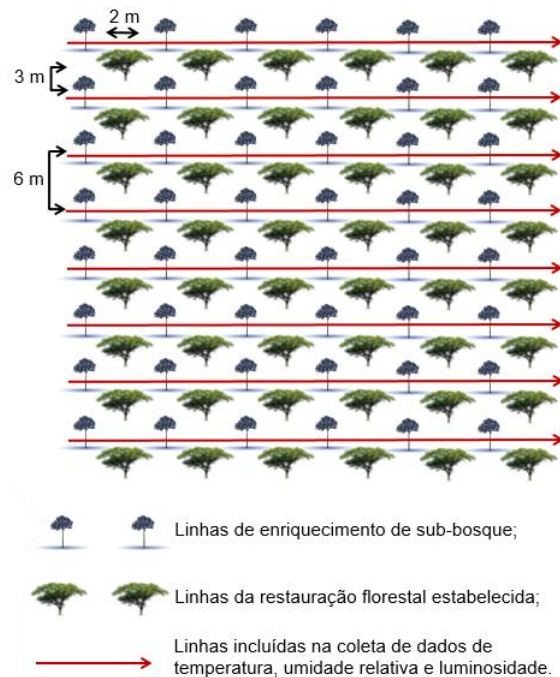 2 m
3 m
6 m
Linhas de enriquecimento de sub-bosque;
Linhas da restauração florestal estabelecida;
Linhas incluídas na coleta de dados de
temperatura, umidade relativa e luminosidade.